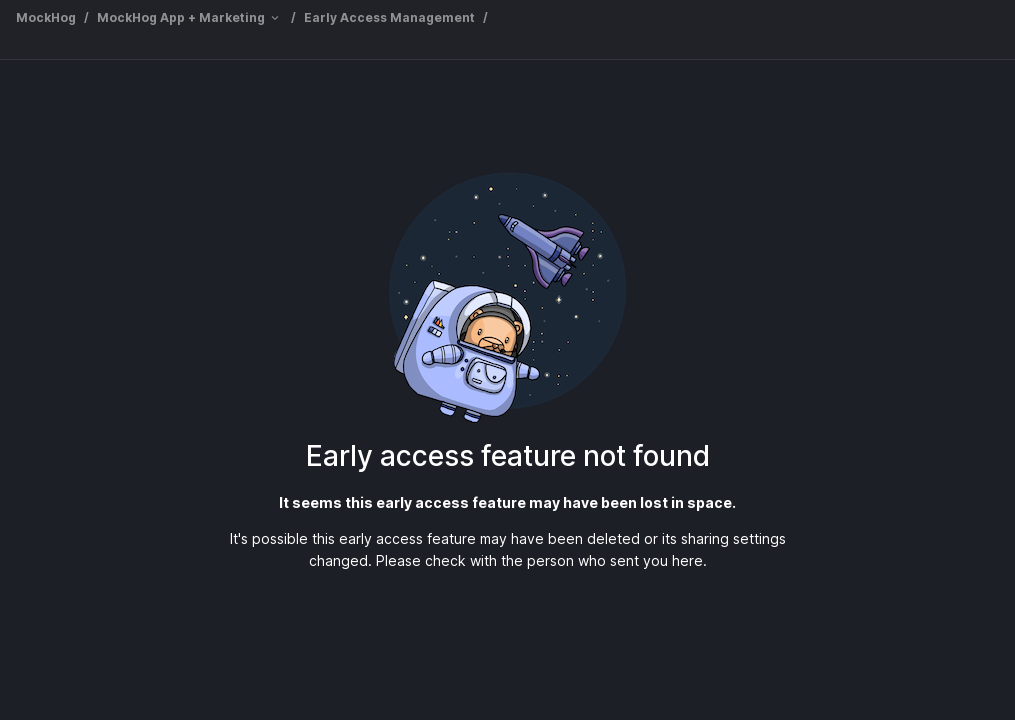 MockHog / MockHog App + Marketing / Early Access Management /
Early access feature not found
It seems this early access feature may have been lost in space.
It's possible this early access feature may have been deleted or its sharing settings
changed. Please check with the person who sent you here.